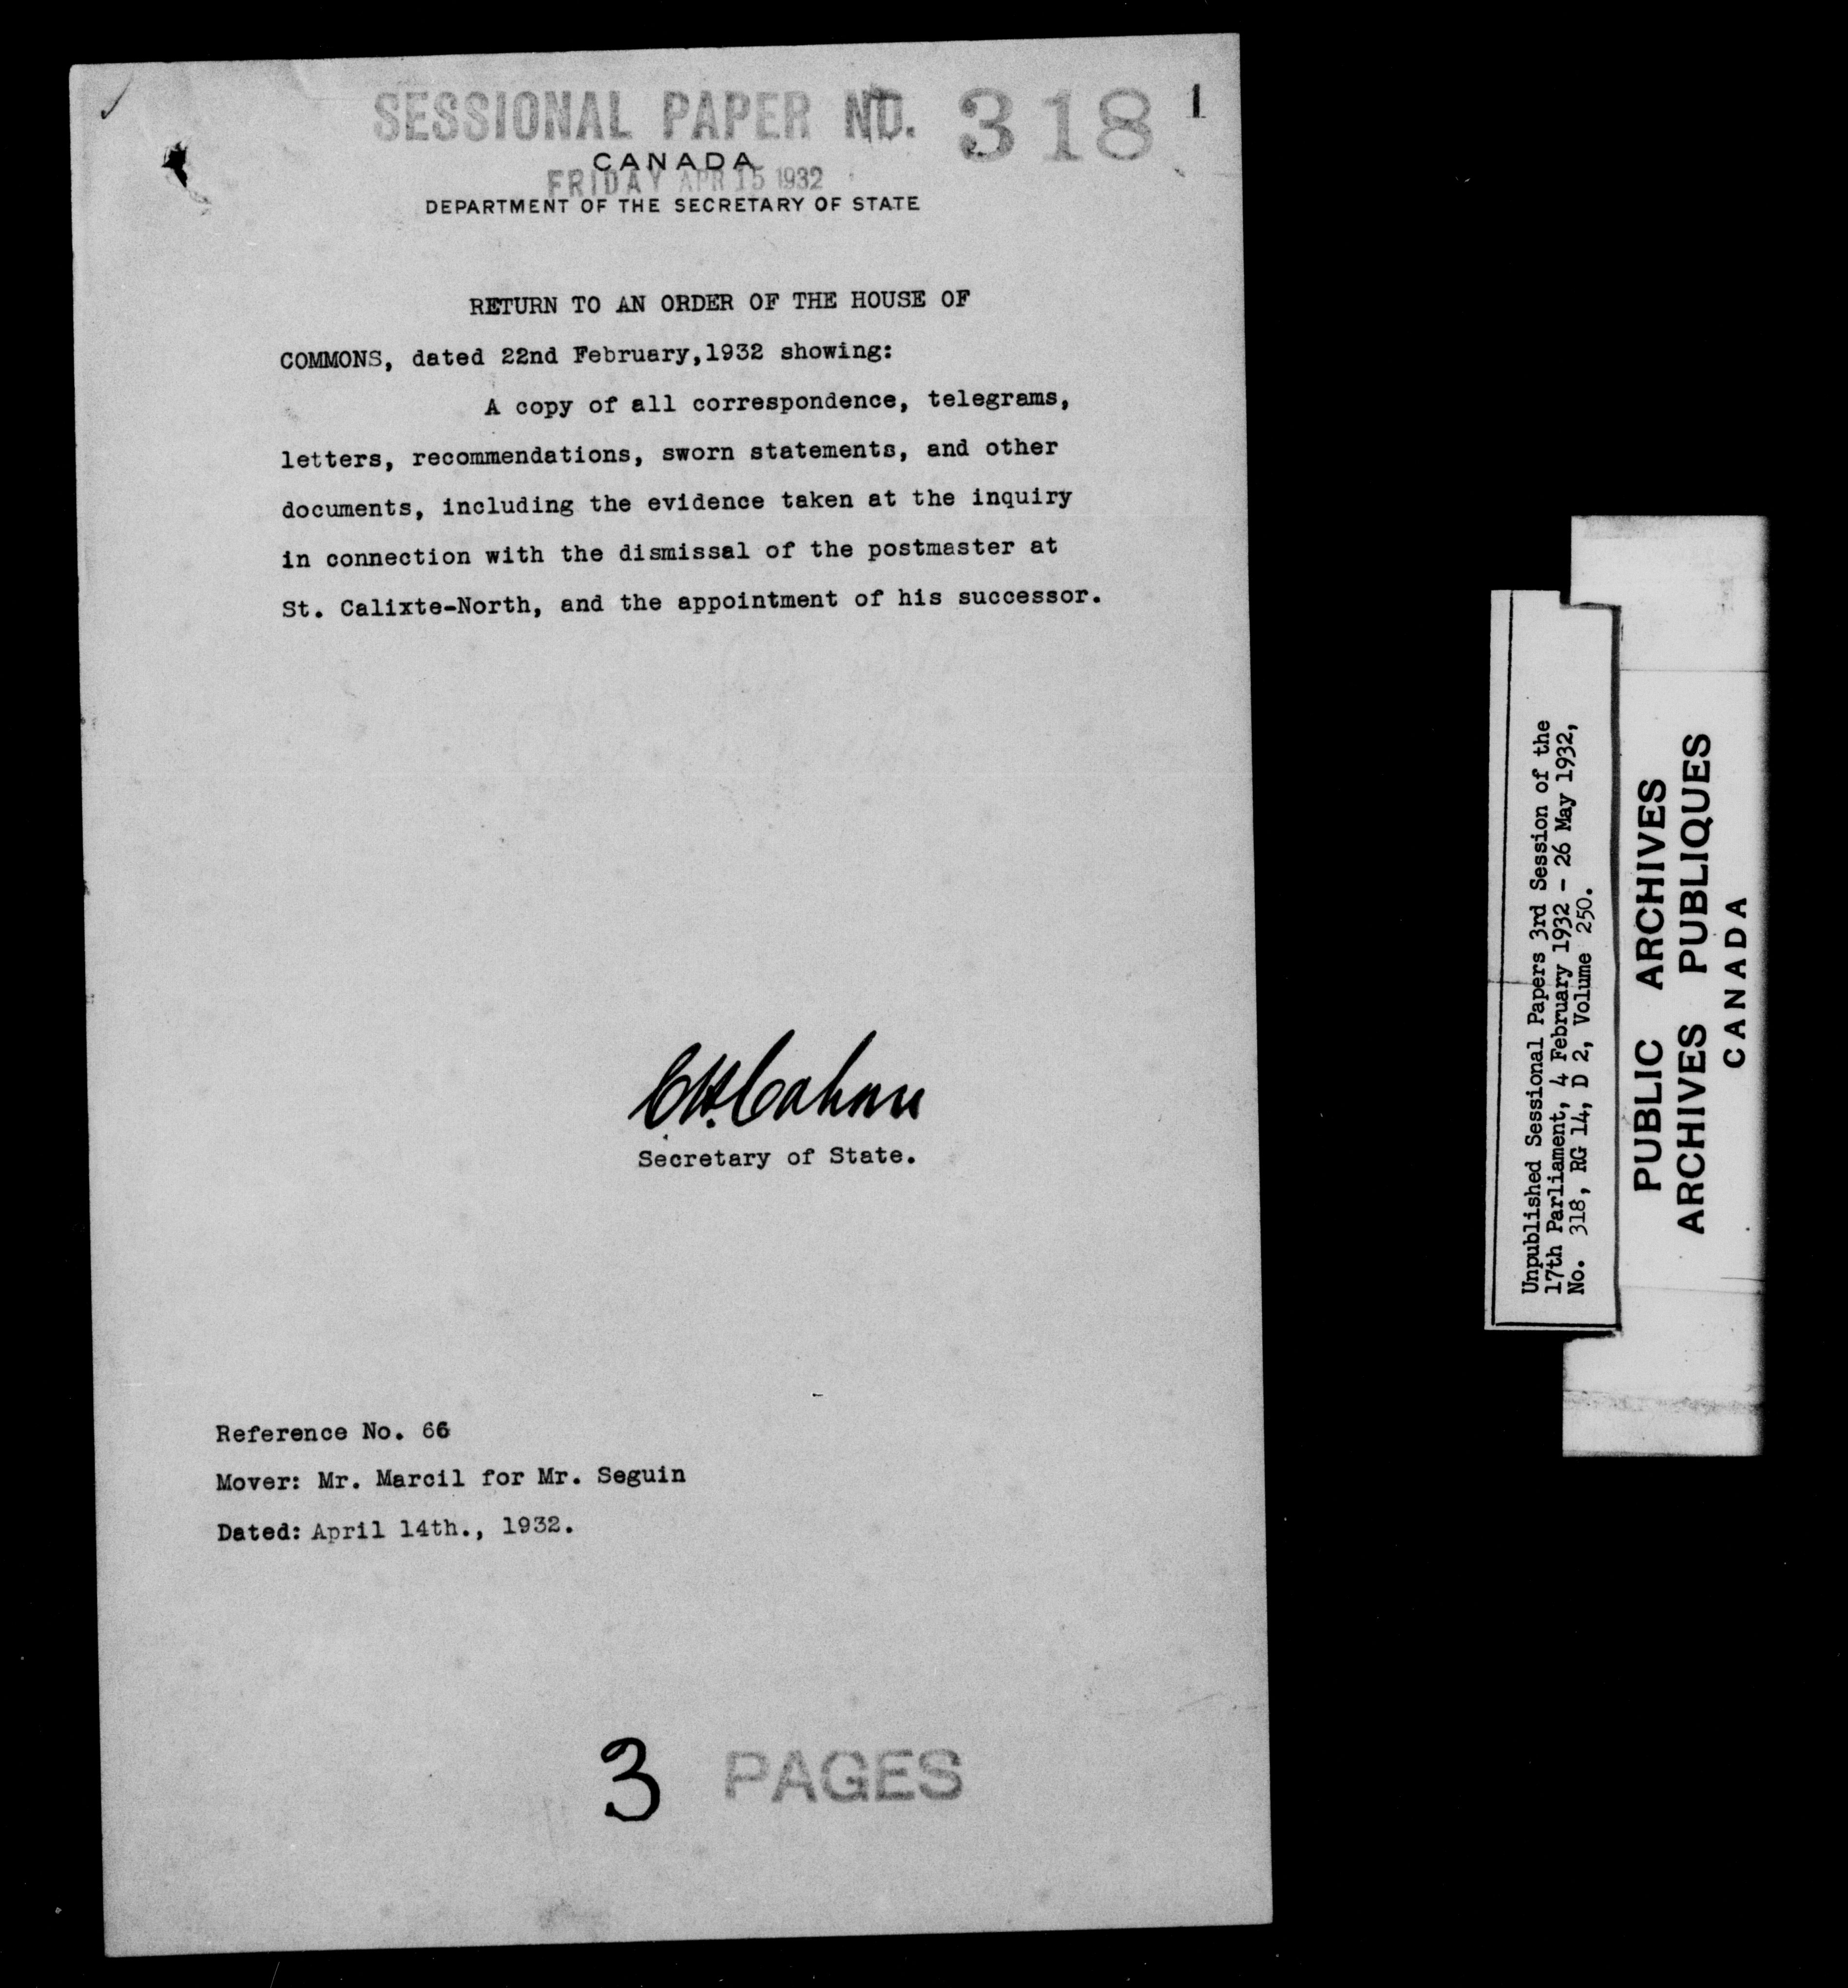 SESSIONAL PAPER NO. 318 1
CANADA
FRIDAY APR 15 1932
DEPARTMENT OF THE SECRETARY OF STATE
RETURN TO AN ORDER OF THE HOUSE OF
COMMONS, dated 22nd February,1932 showing:
A copy of all correspondence, telegrams,
letters, recommendations, sworn statements, and other
documents, including the evidence taken at the inquiry
in connection with the dismissal of the postmaster at
St. Calixte-North, and the appointment of his successor.
C.H. Cahan
Secretary of State.
Reference No. 66
Mover: Mr. Marcil for Mr. Seguin
Dated: April 14th., 1932.
3 PAGES
Unpublished Sessional Papers 3rd Session of the
17th Parliament, 4 February 1932 - 26 May 1932,
No. 318, RG 14, D 2, Volume 250.
PUBLIC ARCHIVES
ARCHIVES PUBLIQUES
CANADA